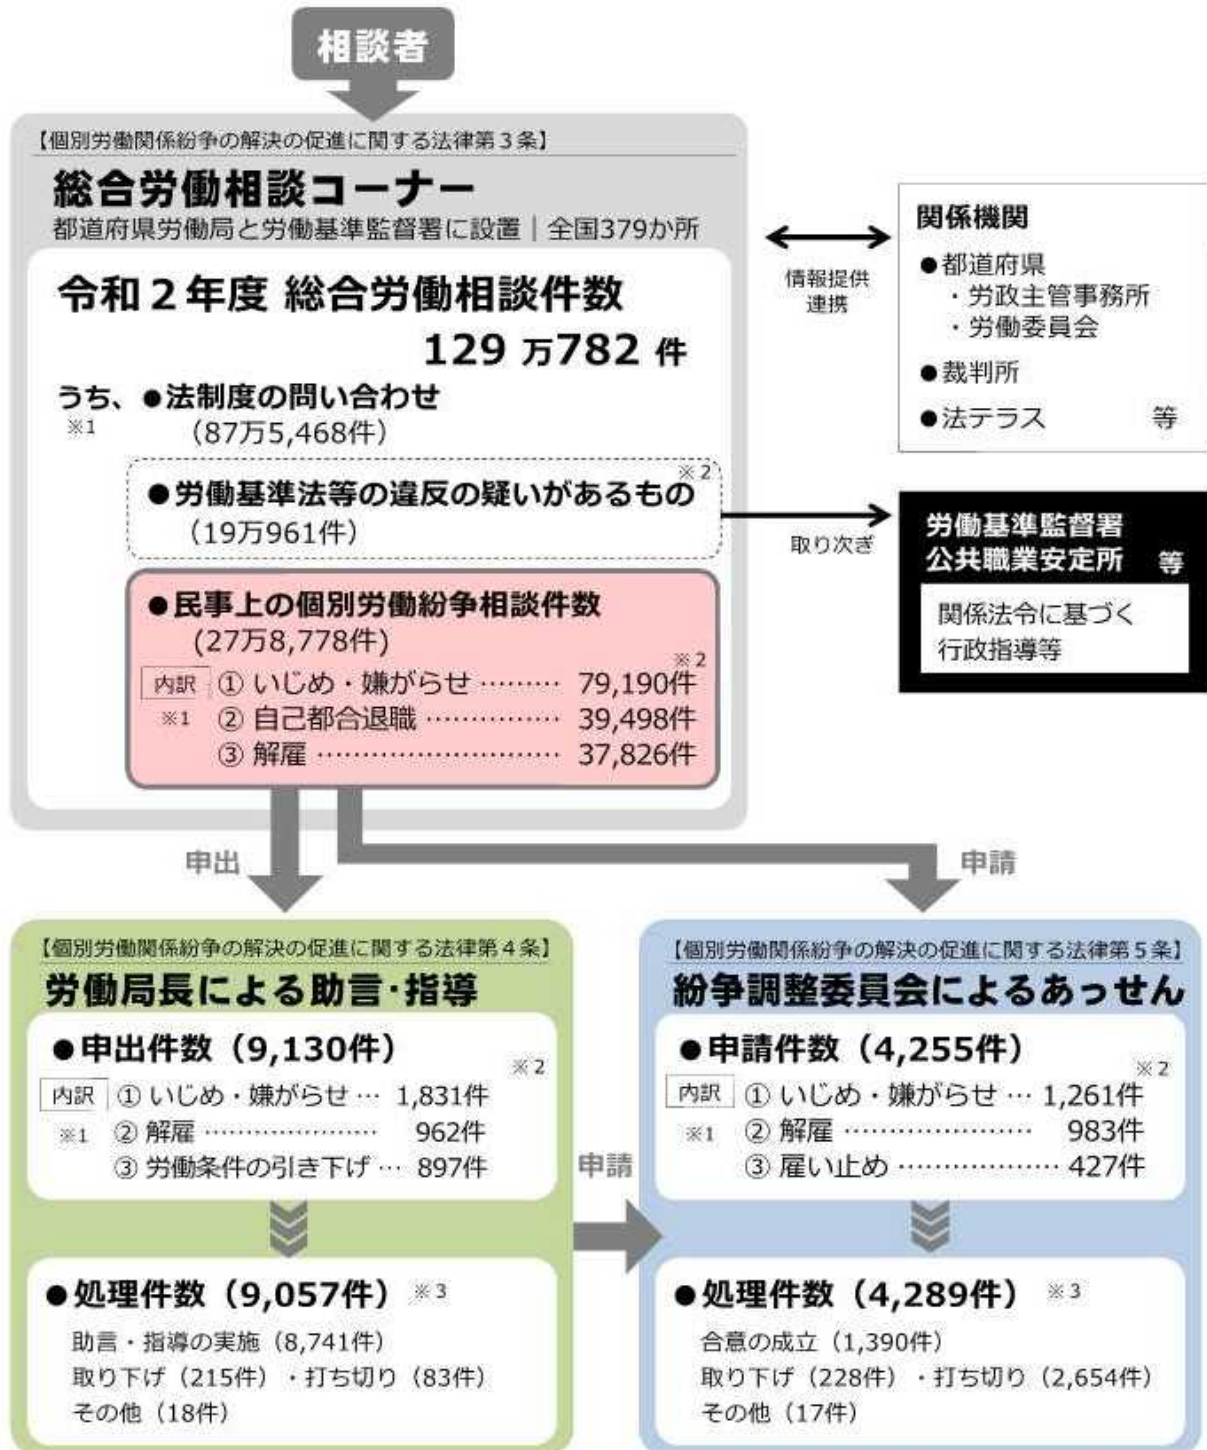 相談者
【個別労働関係紛争の解決の促進に関する法律第3条】
総合労働相談コーナー
都道府県労働局と労働基準監督署に設置｜全国379か所
令和2年度 総合労働相談件数
129 万782 件
うち、●法制度の問い合わせ
※1
（87万5,468件）
※2
●労働基準法等の違反の疑いがあるもの
（19万961件）
●民事上の個別労働紛争相談件数
(27万8,778件)
※2
内訳 ① いじめ・嫌がらせ ……… 79,190件
※1 ② 自己都合退職 …………… 39,498件
③ 解雇 ……………………… 37,826件
情報提供
連携
関係機関
●都道府県
・労政主管事務所
・労働委員会
●裁判所
●法テラス 等
取り次ぎ
労働基準監督署
公共職業安定所 等
関係法令に基づく
行政指導等
申出
申請
【個別労働関係紛争の解決の促進に関する法律第4条】
労働局長による助言･指導
●申出件数（9,130件）
※2
内訳 ① いじめ・嫌がらせ … 1,831件
※1 ② 解雇 ………………… 962件
③ 労働条件の引き下げ … 897件
●処理件数（9,057件） ※3
助言・指導の実施（8,741件）
取り下げ（215件）・打ち切り（83件）
その他（18件）
申請
【個別労働関係紛争の解決の促進に関する法律第5条】
紛争調整委員会によるあっせん
●申請件数（4,255件）
※2
内訳 ① いじめ・嫌がらせ … 1,261件
※1 ② 解雇 ………………… 983件
③ 雇い止め ……………… 427件
●処理件数（4,289件） ※3
合意の成立（1,390件）
取り下げ（228件）・打ち切り（2,654件）
その他（17件）